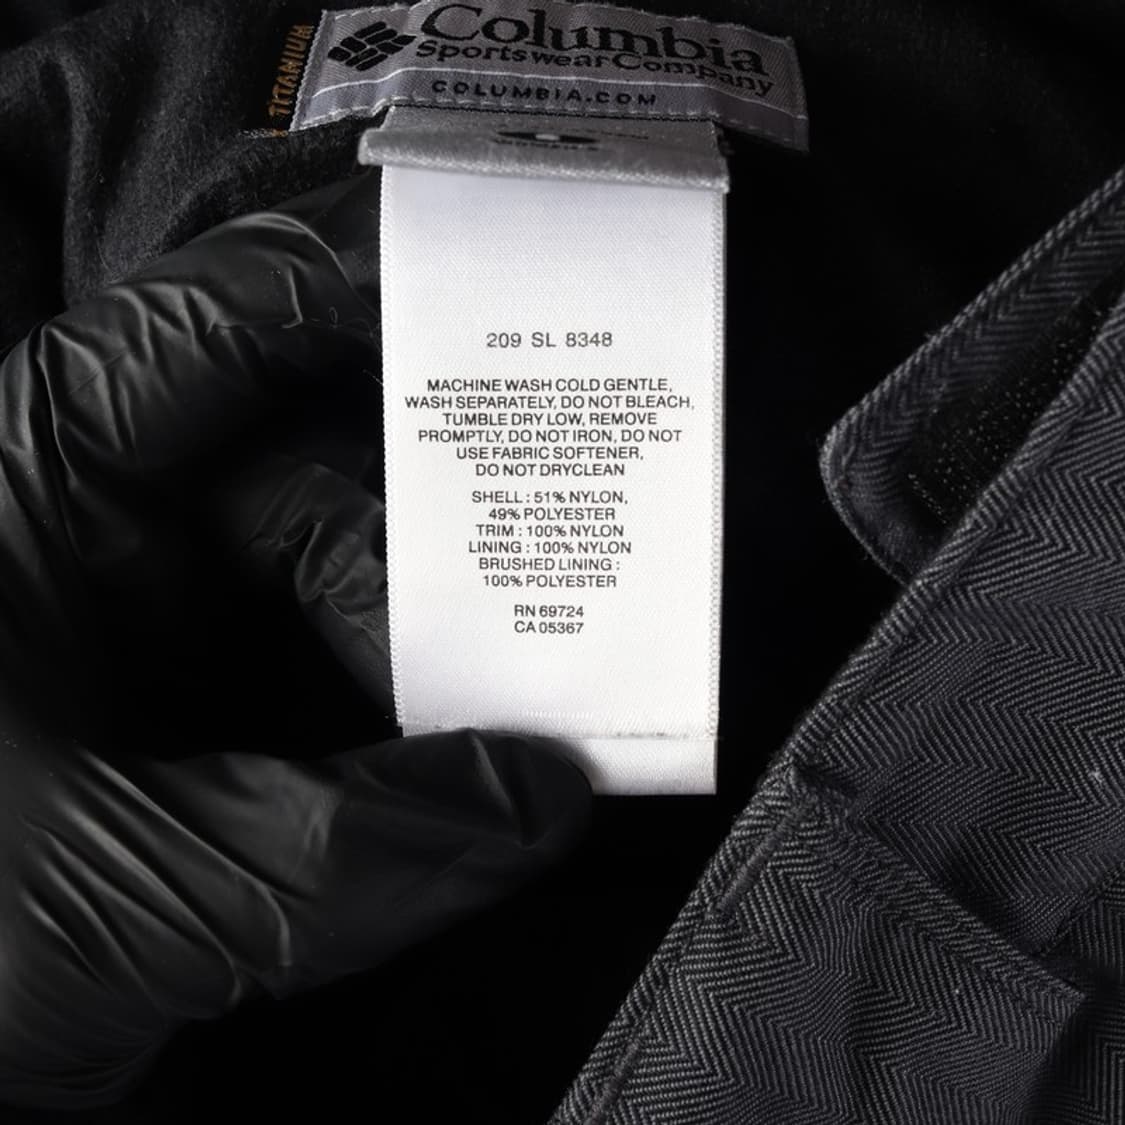 TITANIUM
Columbia
Sportswear Company
COLUMBIA.COM
209 SL 8348
MACHINE WASH COLD GENTLE,
WASH SEPARATELY, DO NOT BLEACH,
TUMBLE DRY LOW, REMOVE
PROMPTLY, DO NOT IRON, DO NOT
USE FABRIC SOFTENER,
DO NOT DRYCLEAN
SHELL : 51% NYLON,
49% POLYESTER
TRIM : 100% NYLON
LINING : 100% NYLON
BRUSHED LINING :
100% POLYESTER
RN 69724
CA 05367